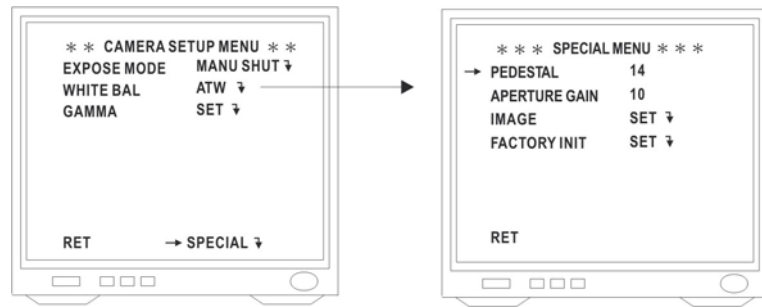 ** CAMERA SETUP MENU **
EXPOSE MODE MANU SHUT ↴
WHITE BAL ATW ↴
GAMMA SET ↴
RET → SPECIAL ↴
*** SPECIAL MENU ***
→ PEDESTAL 14
APERTURE GAIN 10
IMAGE SET ↴
FACTORY INIT SET ↴
RET